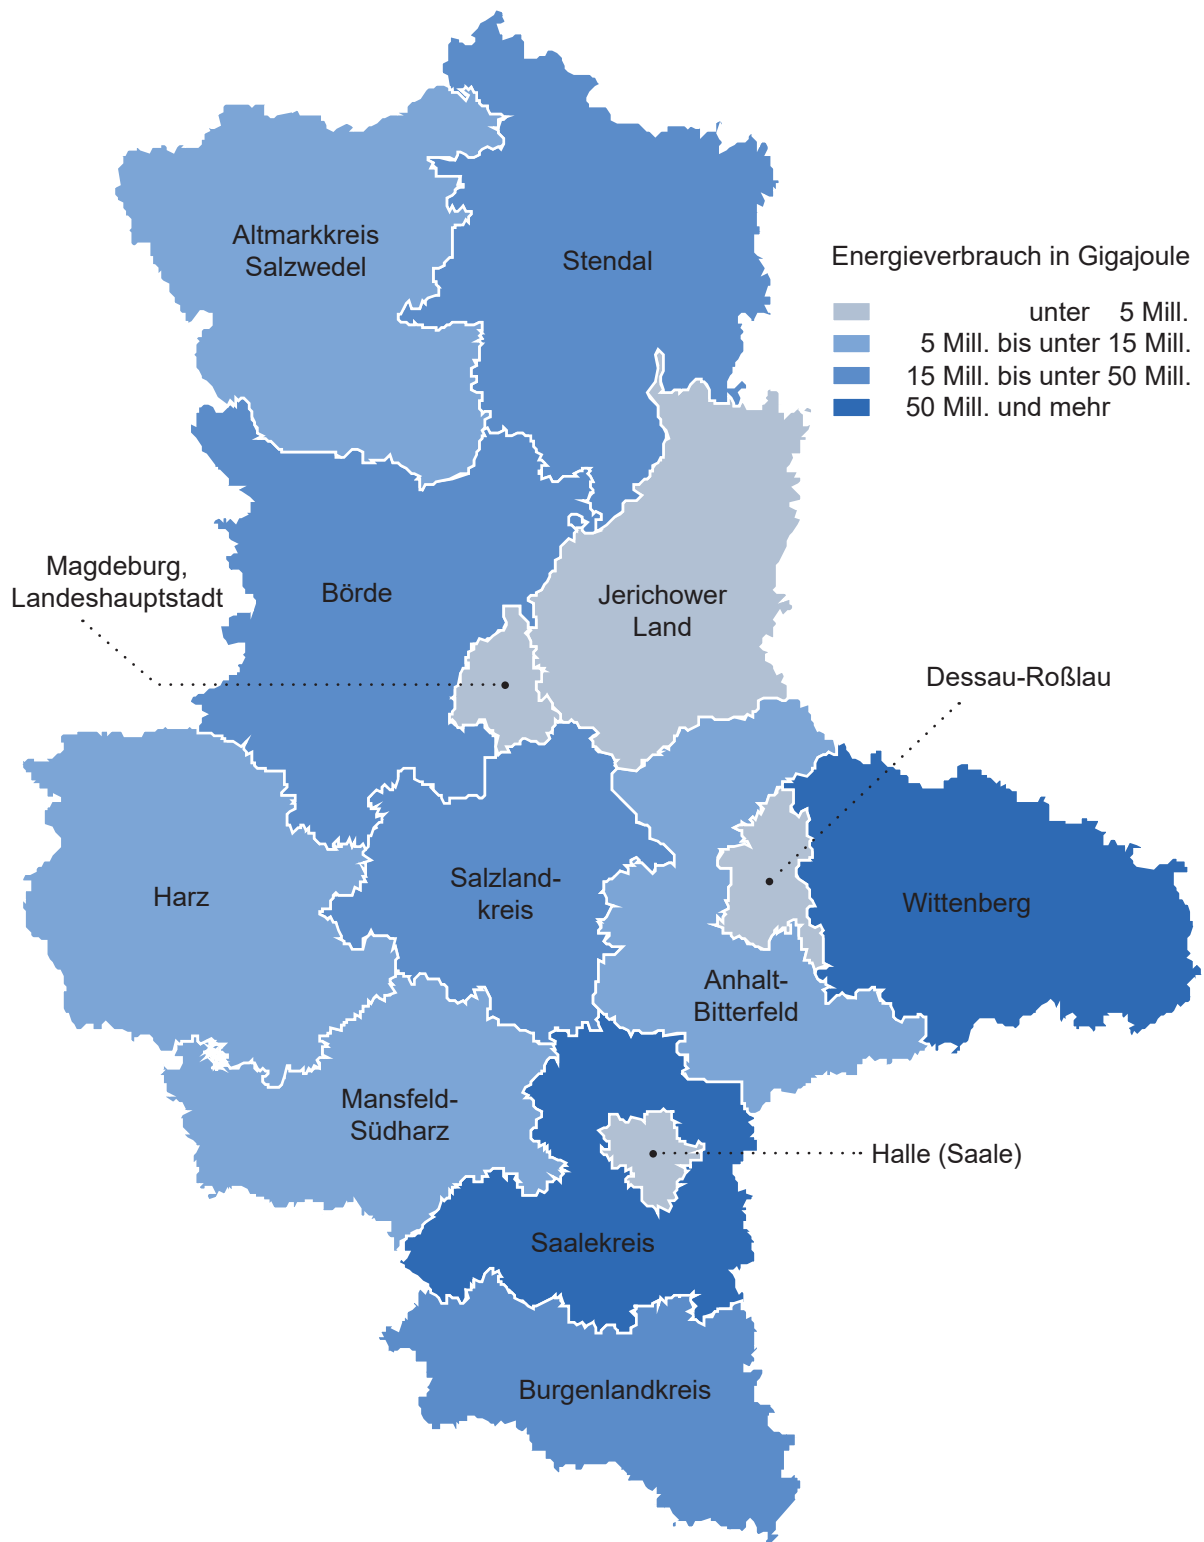 Altmarkkreis
Salzwedel
Stendal
Energieverbrauch in Gigajoule
unter 5 Mill.
5 Mill. bis unter 15 Mill.
15 Mill. bis unter 50 Mill.
50 Mill. und mehr
Magdeburg,
Landeshauptstadt
Börde
Jerichower
Land
Dessau-Roßlau
Harz
Salzland-
kreis
Wittenberg
Anhalt-
Bitterfeld
Mansfeld-
Südharz
Halle (Saale)
Saalekreis
Burgenlandkreis